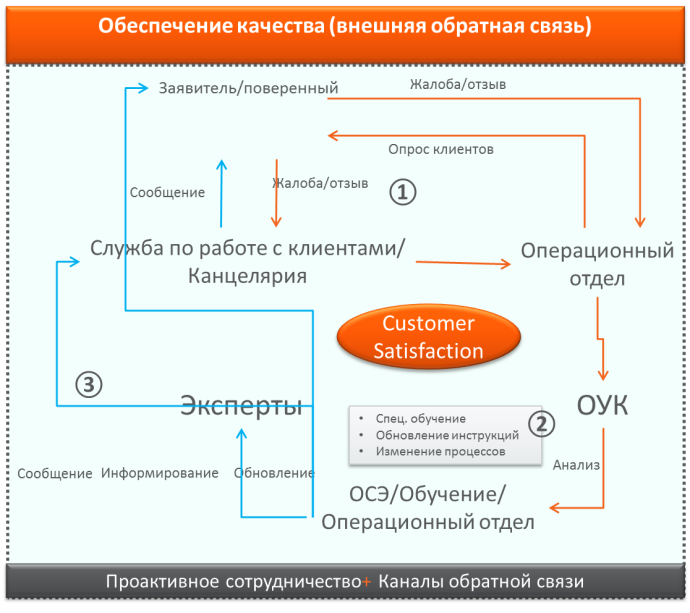 Обеспечение качества (внешняя обратная связь)
Заявитель/поверенный
Жалоба/отзыв
Опрос клиентов
Сообщение
Жалоба/отзыв
①
Служба по работе с клиентами/
Канцелярия
Операционный
отдел
Customer
Satisfaction
③
Эксперты
ОУК
• Спец. обучение
• Обновление инструкций
• Изменение процессов
②
Анализ
Сообщение Информирование Обновление
ОСЭ/Обучение/
Операционный отдел
Проактивное сотрудничество+ Каналы обратной связи